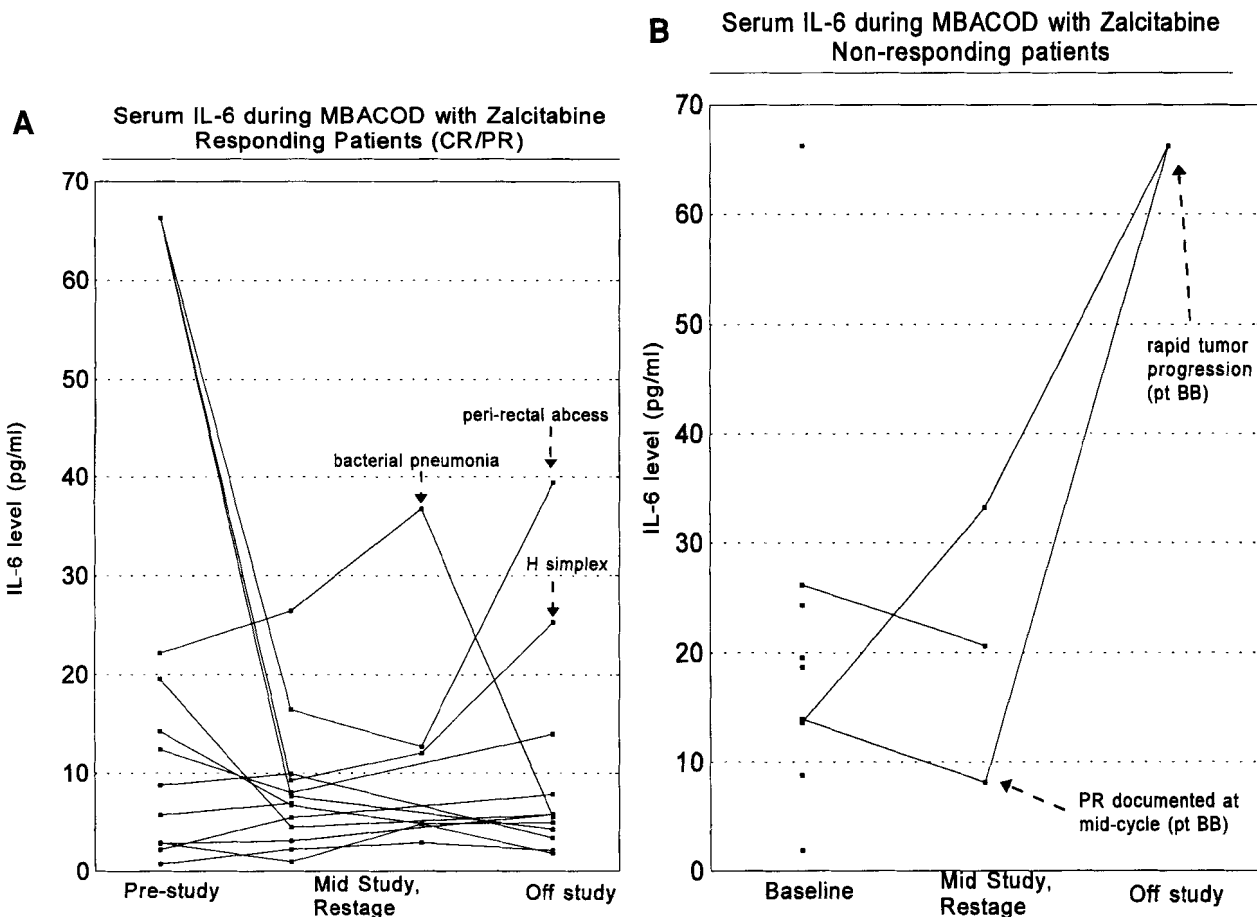 A
Serum IL-6 during MBACOD with Zalcitabine
Responding Patients (CR/PR)
IL-6 level (pg/ml)
70
60
50
40
30
20
10
0
peri-rectal abcess
bacterial pneumonia
H simplex
Pre-study
Mid Study,
Restage
Off study
B
Serum IL-6 during MBACOD with Zalcitabine
Non-responding patients
IL-6 level (pg/ml)
70
60
50
40
30
20
10
0
rapid tumor
progression
(pt BB)
PR documented at
mid-cycle (pt BB)
Baseline
Mid Study,
Restage
Off study